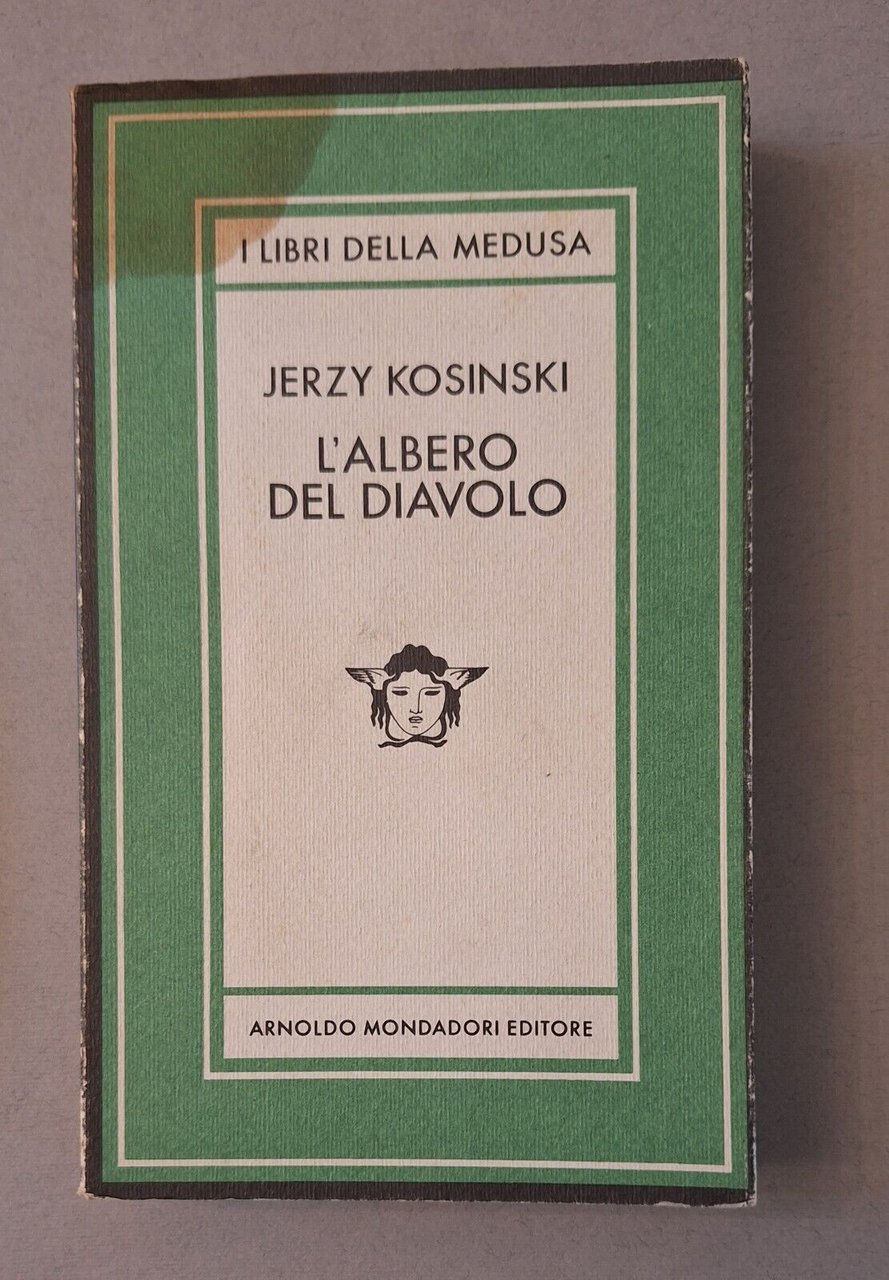 I LIBRI DELLA MEDUSA
JERZY KOSINSKI
L'ALBERO
DEL DIAVOLO
ARNOLDO MONDADORI EDITORE